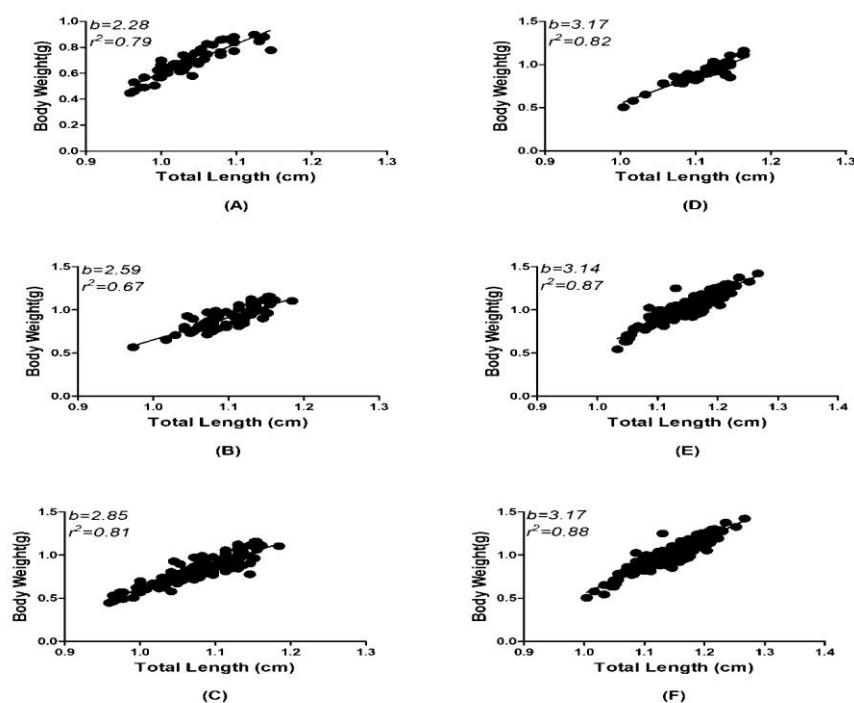 b=2.28
r²=0.79
1.0
0.8
0.6
0.4
0.2
0.0
Body Weight(g)
0.9 1.0 1.1 1.2 1.3
Total Length (cm)
(A)
b=2.59
r²=0.67
1.5
1.0
0.5
0.0
Body Weight(g)
0.9 1.0 1.1 1.2 1.3
Total Length (cm)
(B)
b=2.85
r²=0.81
1.5
1.0
0.5
0.0
Body Weight(g)
0.9 1.0 1.1 1.2 1.3
Total Length (cm)
(C)
b=3.17
r²=0.82
1.5
1.0
0.5
0.0
Body Weight(g)
0.9 1.0 1.1 1.2 1.3
Total Length (cm)
(D)
b=3.14
r²=0.87
1.5
1.0
0.5
0.0
Body Weight(g)
0.9 1.0 1.1 1.2 1.3 1.4
Total Length (cm)
(E)
b=3.17
r²=0.88
1.5
1.0
0.5
0.0
Body Weight(g)
0.9 1.0 1.1 1.2 1.3 1.4
Total Length (cm)
(F)